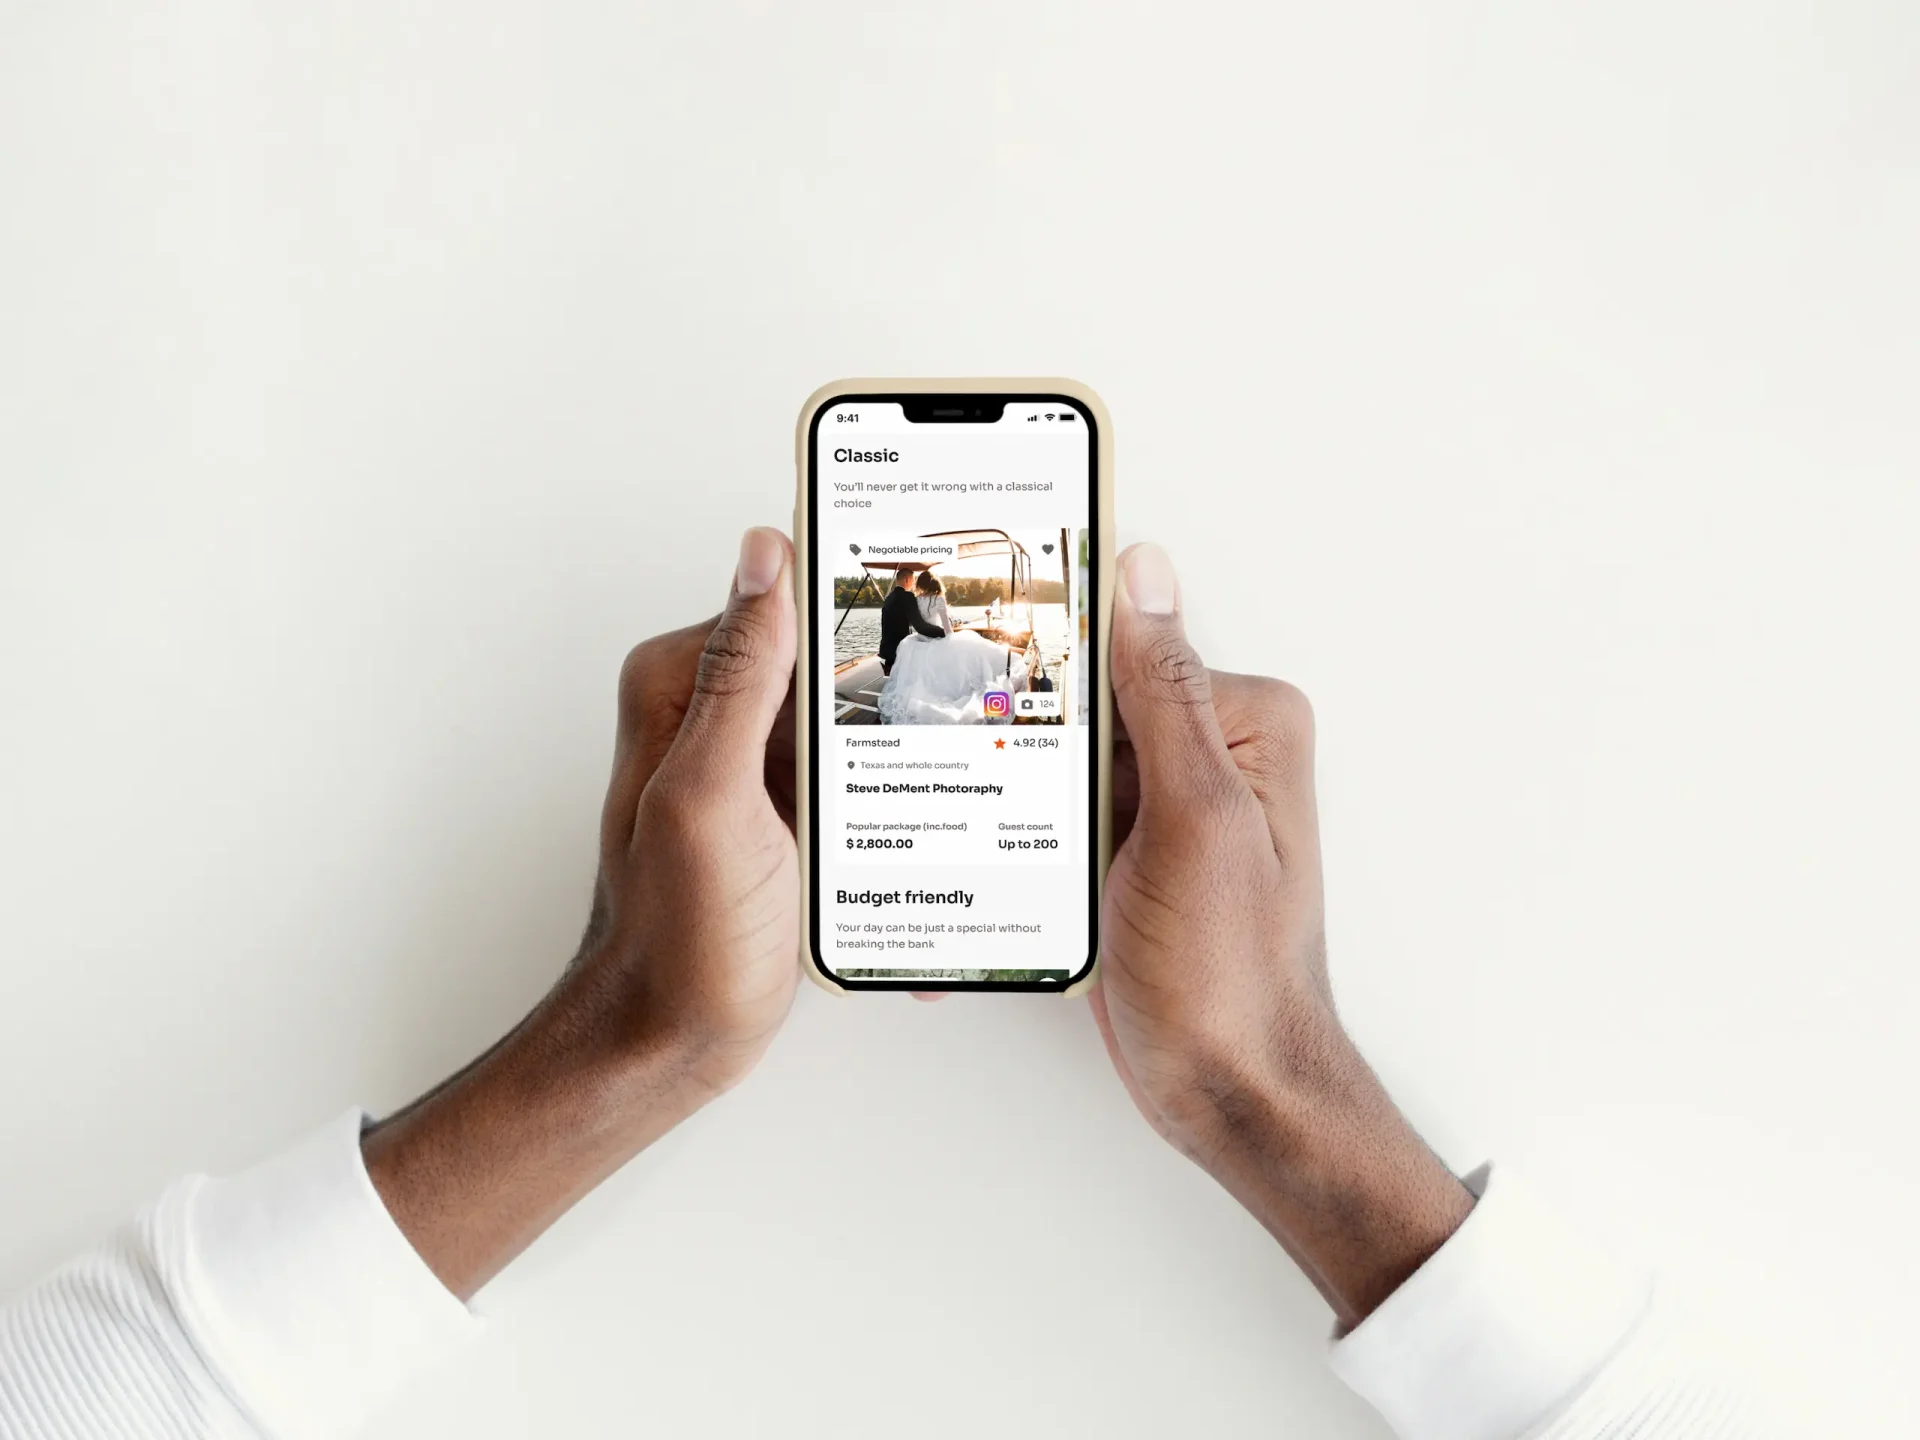 9:41
Classic
You'll never get it wrong with a classical
choice
Negotiable pricing
124
Farmstead
4.92 (34)
Texas and whole country
Steve DeMent Photoraphy
Popular package (inc.food)
Guest count
$ 2,800.00
Up to 200
Budget friendly
Your day can be just a special without
breaking the bank